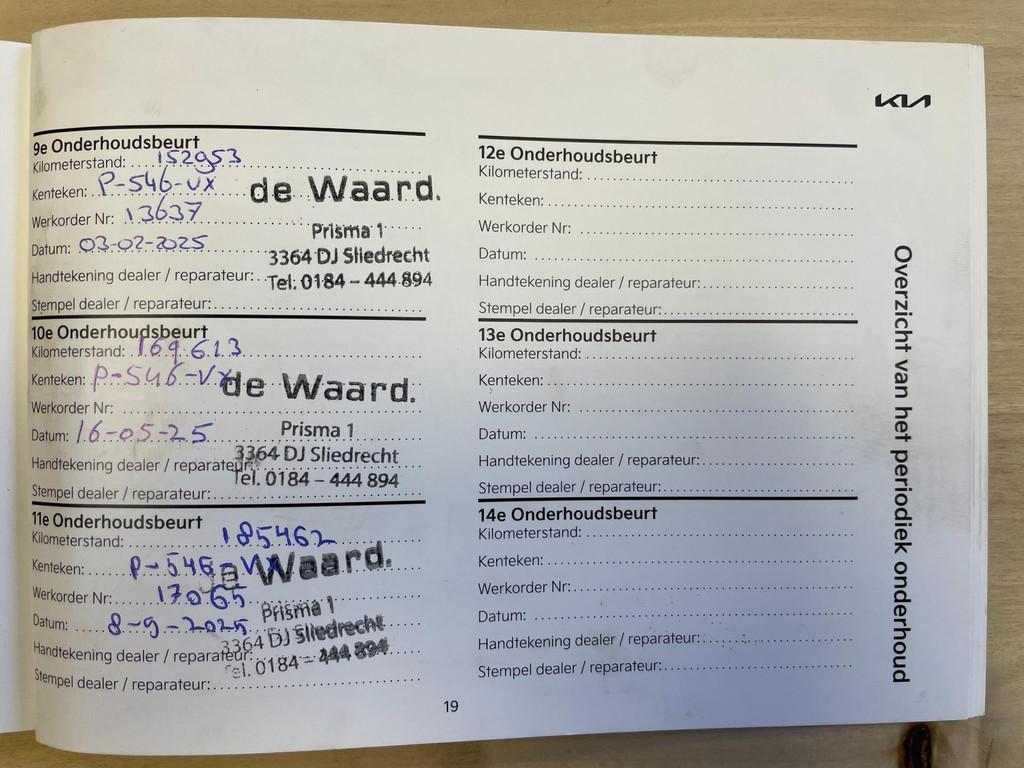 KIA
9e Onderhoudsbeurt
Kilometerstand: 152953
Kenteken: P-546-VX
Werkorder Nr: 13637
Datum: 03-02-2025
Handtekening dealer / reparateur:
Stempel dealer / reparateur:
de Waard.
Prisma 1
3364 DJ Sliedrecht
Tel. 0184 - 444 894
10e Onderhoudsbeurt
Kilometerstand: 169.613
Kenteken: P-546-VX
Werkorder Nr:
Datum: 16-05-25
Handtekening dealer / reparateur:
Stempel dealer / reparateur:
de Waard.
Prisma 1
3364 DJ Sliedrecht
Tel. 0184 - 444 894
11e Onderhoudsbeurt
Kilometerstand: 185462
Kenteken: P-546-VX
Werkorder Nr: 17065
Datum: 8-9-2025
Handtekening dealer / reparateur:
Stempel dealer / reparateur:
de Waard.
Prisma 1
3364 DJ Sliedrecht
Tel. 0184 - 444 894
12e Onderhoudsbeurt
Kilometerstand:
Kenteken:
Werkorder Nr:
Datum:
Handtekening dealer / reparateur:
Stempel dealer / reparateur:
13e Onderhoudsbeurt
Kilometerstand:
Kenteken:
Werkorder Nr:
Datum:
Handtekening dealer / reparateur:
Stempel dealer / reparateur:
14e Onderhoudsbeurt
Kilometerstand:
Kenteken:
Werkorder Nr:
Datum:
Handtekening dealer / reparateur:
Stempel dealer / reparateur:
Overzicht van het periodiek onderhoud
19